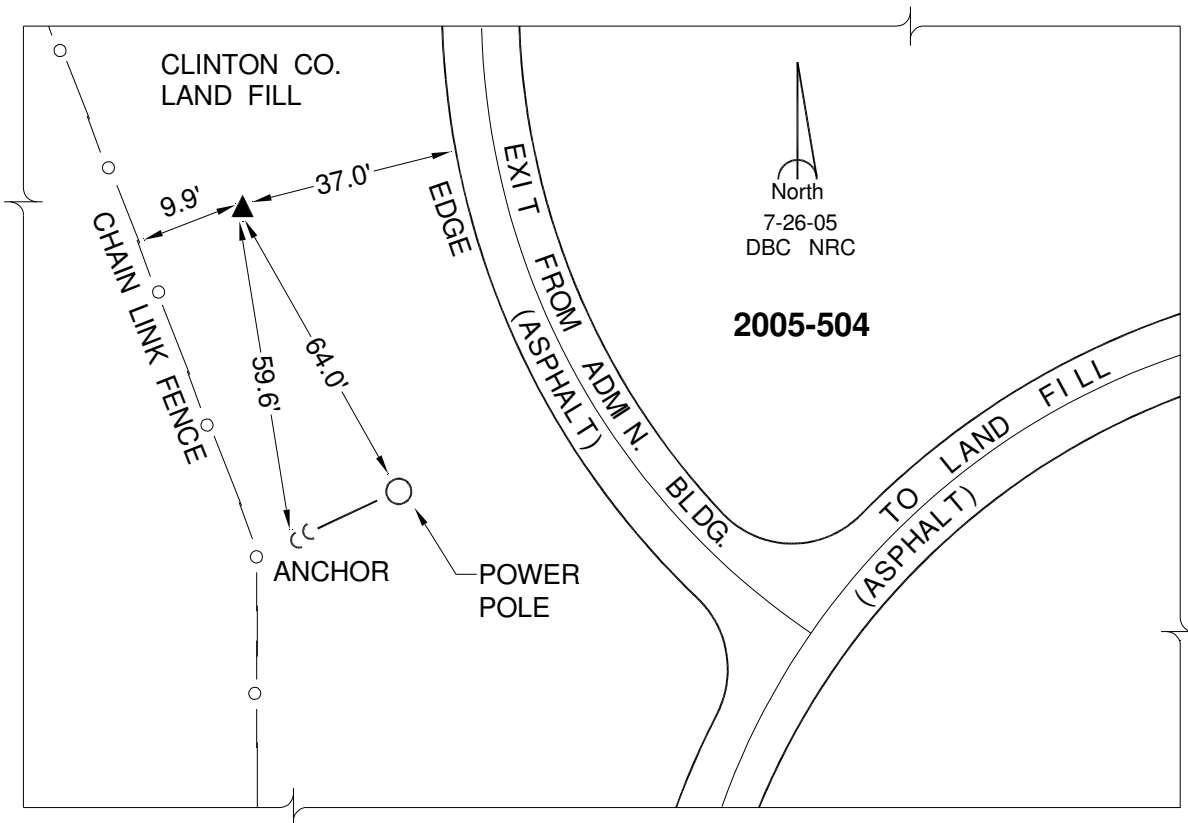 CLINTON CO.
LAND FILL
9.9'
37.0'
EDGE
CHAIN LINK FENCE
59.6'
64.0'
ANCHOR
POWER
POLE
EXIT FROM ADMIN. BLDG.
(ASPHALT)
North
7-26-05
DBC NRC
2005-504
TO LAND FILL
(ASPHALT)